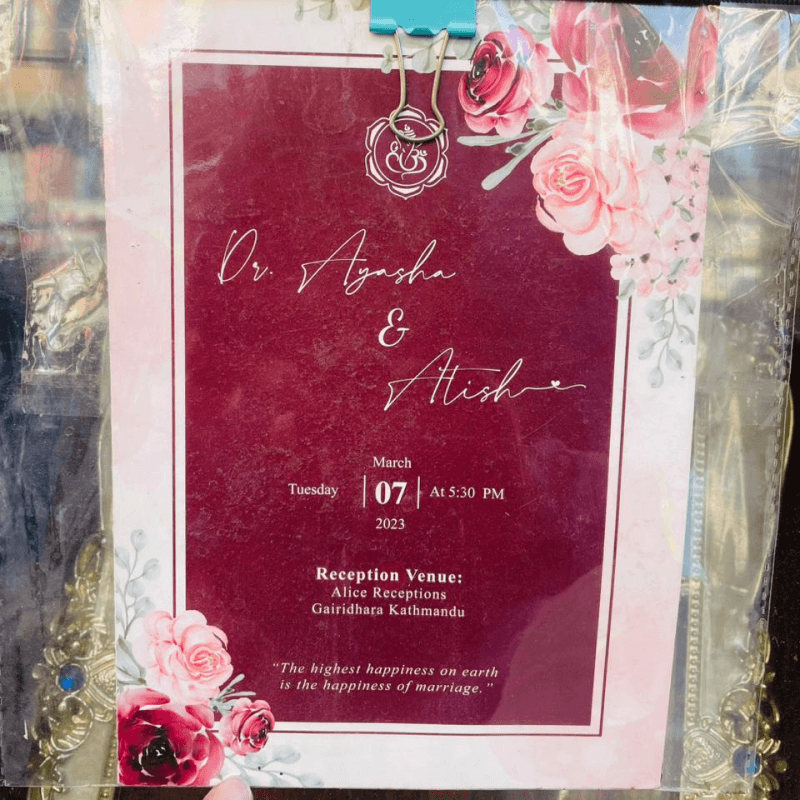 Dr. Ayasha
&
Atish
March
Tuesday 07 At 5:30 PM
2023
Reception Venue:
Alice Receptions
Gairidhara Kathmandu
“The highest happiness on earth
is the happiness of marriage.”